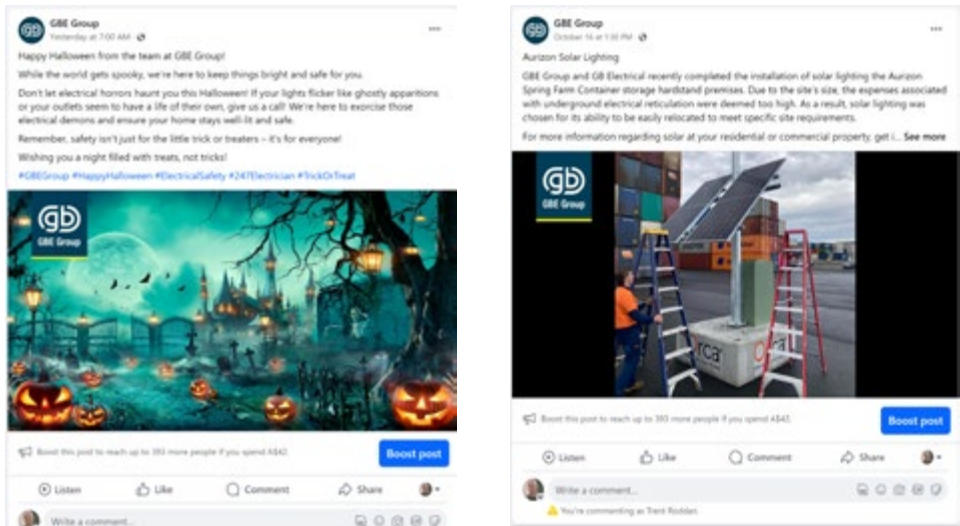 GBE Group
Yesterday at 7:00 AM
Happy Halloween from the team at GBE Group!
While the world gets spooky, we're here to keep things bright and safe for you.
Don't let electrical horrors haunt you this Halloween! If your lights flicker like ghostly apparitions
or your outlets seem to have a life of their own, give us a call! We're here to exorcise those
electrical demons and ensure your home stays well-lit and safe.
Remember, safety isn't just for the little trick or treaters – it's for everyone!
Wishing you a night filled with treats, not tricks!
#GBEGroup #HappyHalloween #ElectricalSafety #247Electrician #TrickOrTreat
gb
GBE Group
Boost this post to reach up to 393 more people if you spend A$42.
Boost post
Listen
Like
Comment
Share
Write a comment...
GBE Group
October 16 at 1:30 PM
Aurizon Solar Lighting
GBE Group and GB Electrical recently completed the installation of solar lighting the Aurizon
Spring Farm Container storage hardstand premises. Due to the site's size, the expenses associated
with underground electrical reticulation were deemed too high. As a result, solar lighting was
chosen for its ability to be easily relocated to meet specific site requirements.
For more information regarding solar at your residential or commercial property, get i... See more
gb
GBE Group
orca
Boost this post to reach up to 393 more people if you spend A$42.
Boost post
Listen
Like
Comment
Share
Write a comment...
You're commenting as Trent Roddan.